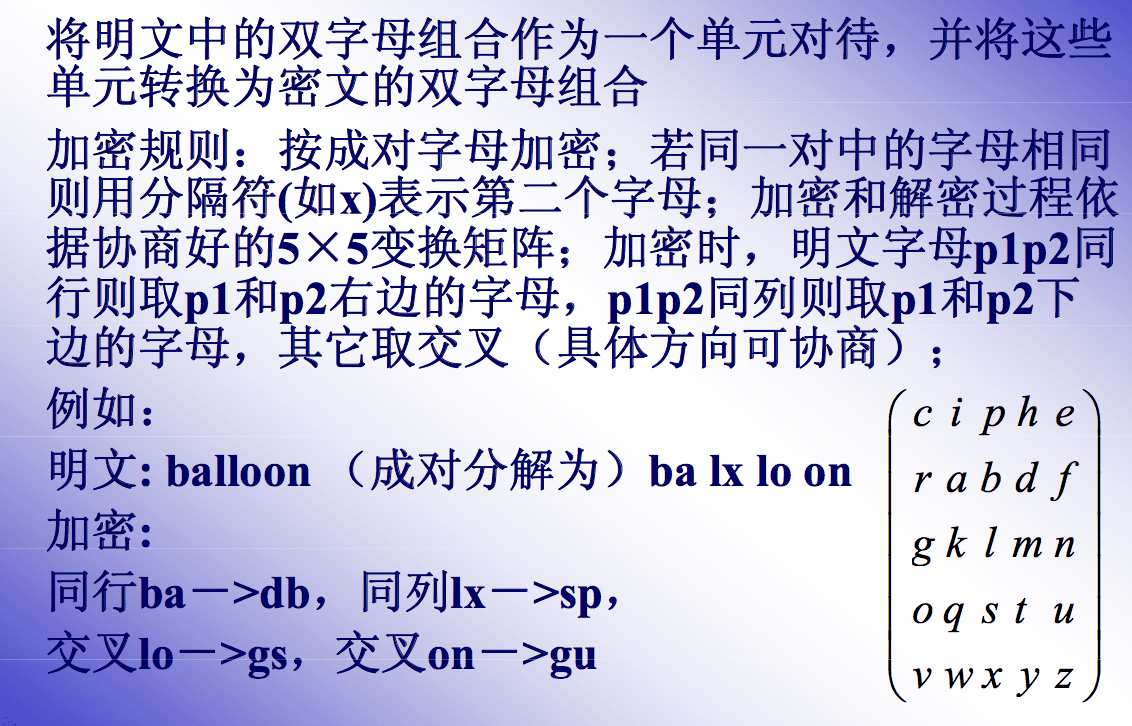 将明文中的双字母组合作为一个单元对待，并将这些
单元转换为密文的双字母组合
加密规则：按成对字母加密；若同一对中的字母相同
则用分隔符(如x)表示第二个字母；加密和解密过程依
据协商好的5×5变换矩阵；加密时，明文字母p1p2同
行则取p1和p2右边的字母，p1p2同列则取p1和p2下
边的字母，其它取交叉（具体方向可协商）；
例如：
明文: balloon （成对分解为）ba lx lo on
加密:
同行ba－>db，同列lx－>sp，
交叉lo－>gs，交叉on－>gu
c i p h e
r a b d f
g k l m n
o q s t u
v w x y z